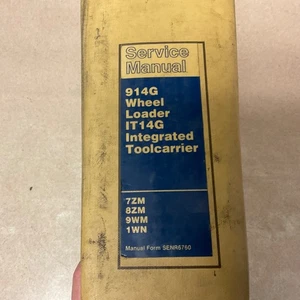 Service
Manual
914G
Wheel
Loader
IT14G
Integrated
Toolcarrier
7ZM
8ZM
9WM
1WN
Manual Form SENR6760